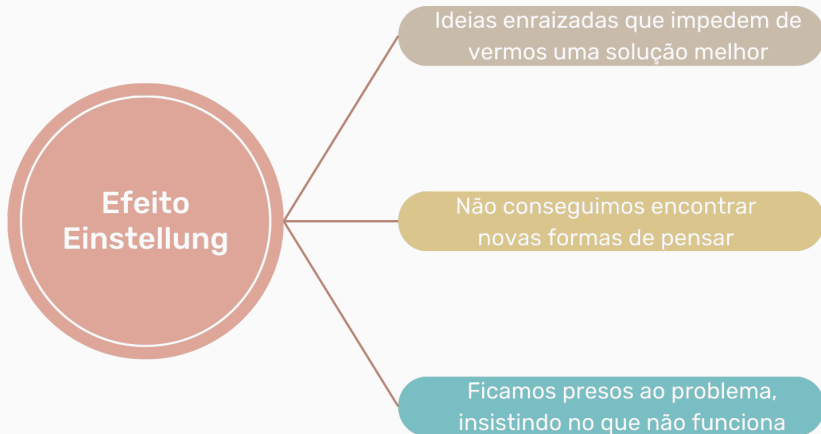 Efeito
Einstellung
Ideias enraizadas que impedem de
vermos uma solução melhor
Não conseguimos encontrar
novas formas de pensar
Ficamos presos ao problema,
insistindo no que não funciona